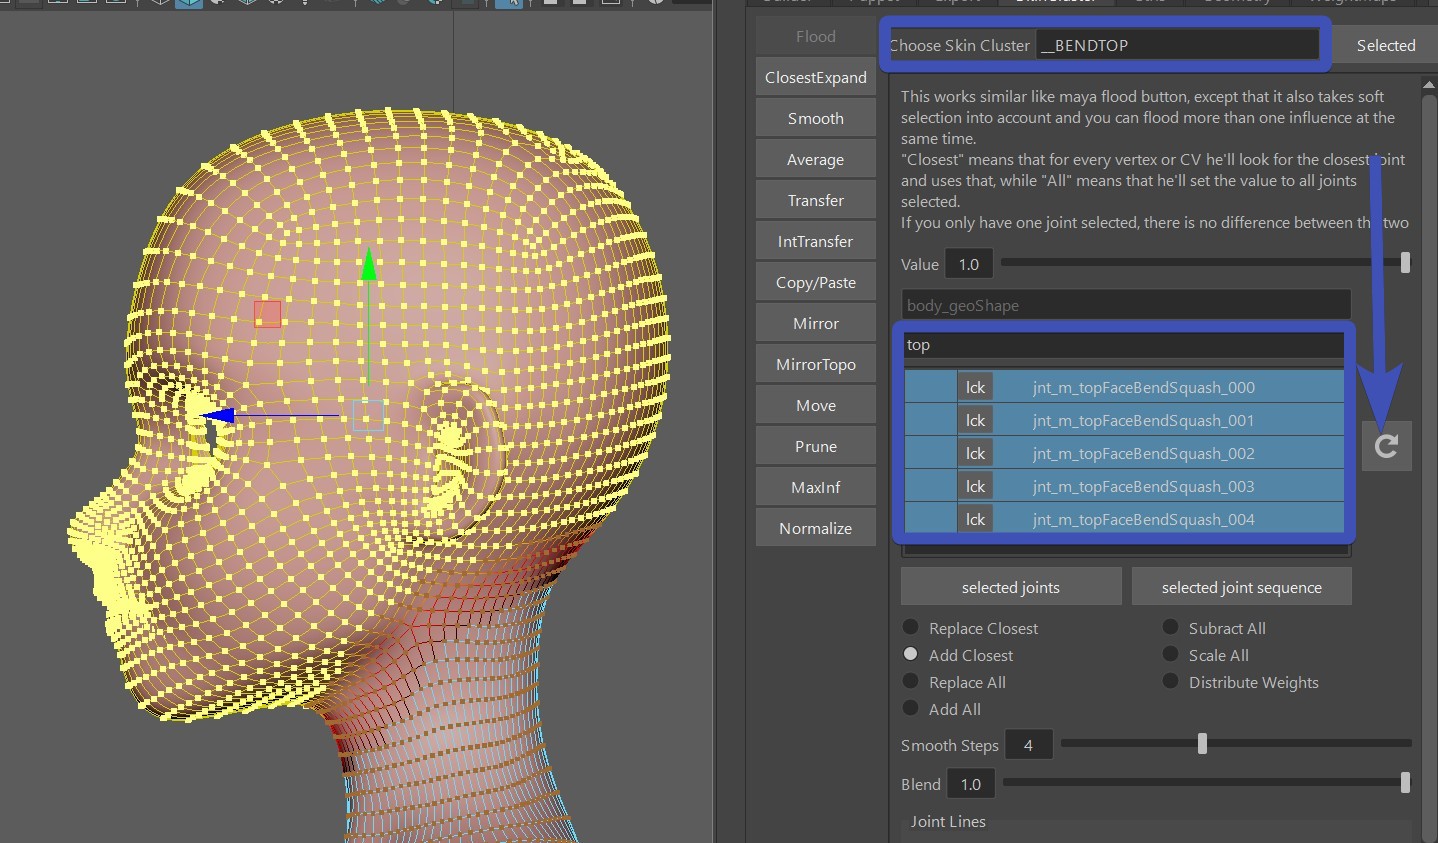 SkinCluster
Flood
Choose Skin Cluster
__BENDTOP
Selected
ClosestExpand
Smooth
Average
Transfer
IntTransfer
Copy/Paste
Mirror
MirrorTopo
Move
Prune
MaxInf
Normalize
This works similar like maya flood button, except that it also takes soft
selection into account and you can flood more than one influence at the
same time.
"Closest" means that for every vertex or CV he'll look for the closest joint
and uses that, while "All" means that he'll set the value to all joints
selected.
If you only have one joint selected, there is no difference between the two
Value 1.0
body_geoShape
top
lck jnt_m_topFaceBendSquash_000
lck jnt_m_topFaceBendSquash_001
lck jnt_m_topFaceBendSquash_002
lck jnt_m_topFaceBendSquash_003
lck jnt_m_topFaceBendSquash_004
selected joints
selected joint sequence
Replace Closest
Add Closest
Replace All
Add All
Subract All
Scale All
Distribute Weights
Smooth Steps 4
Blend 1.0
Joint Lines